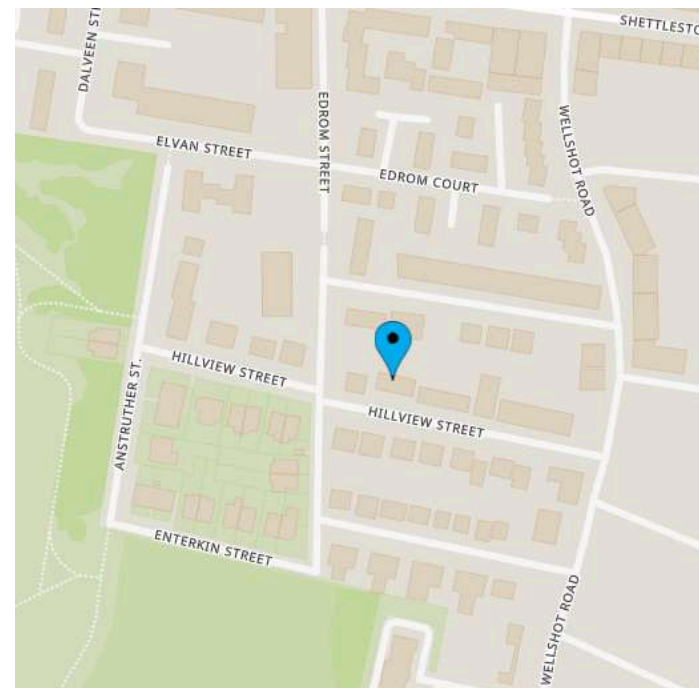 SHETTLESTO
DALVEEN STR
ELVAN STREET
EDROM STREET
EDROM COURT
WELLSHOT ROAD
HILLVIEW STREET
ANSTRUTHER ST.
HILLVIEW STREET
ENTERKIN STREET
WELLSHOT ROAD